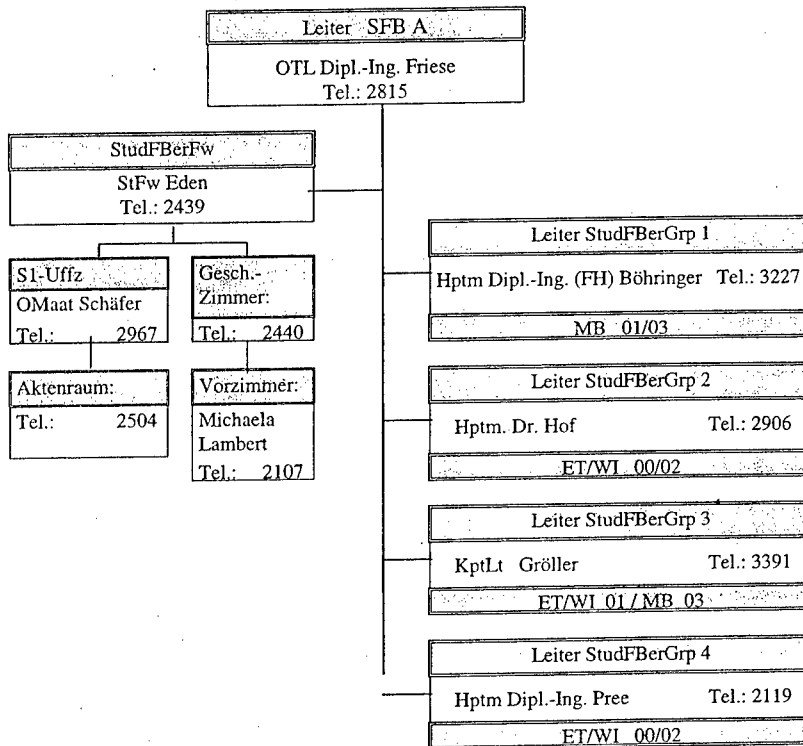 Leiter SFB A
OTL Dipl.-Ing. Friese
Tel.: 2815
StudFBerFw
StFw Eden
Tel.: 2439
S1-Uffz
OMaat Schäfer
Tel.: 2967
Gesch.-
Zimmer:
Tel.: 2440
Aktenraum:
Tel.: 2504
Vorzimmer:
Michaela
Lambert
Tel.: 2107
Leiter StudFBerGrp 1
Hptm Dipl.-Ing. (FH) Böhringer Tel.: 3227
MB 01/03
Leiter StudFBerGrp 2
Hptm. Dr. Hof Tel.: 2906
ET/WI 00/02
Leiter StudFBerGrp 3
KptLt Gröller Tel.: 3391
ET/WI 01 / MB 03
Leiter StudFBerGrp 4
Hptm Dipl.-Ing. Pree Tel.: 2119
ET/WI 00/02